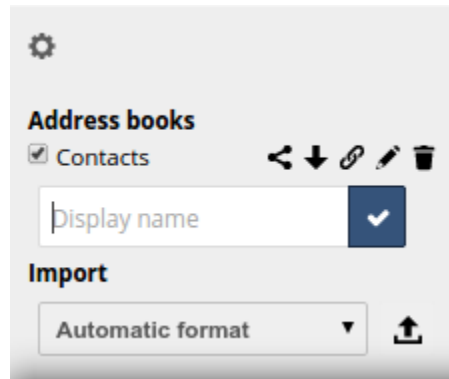 Address books
Contacts
Display name
Import
Automatic format